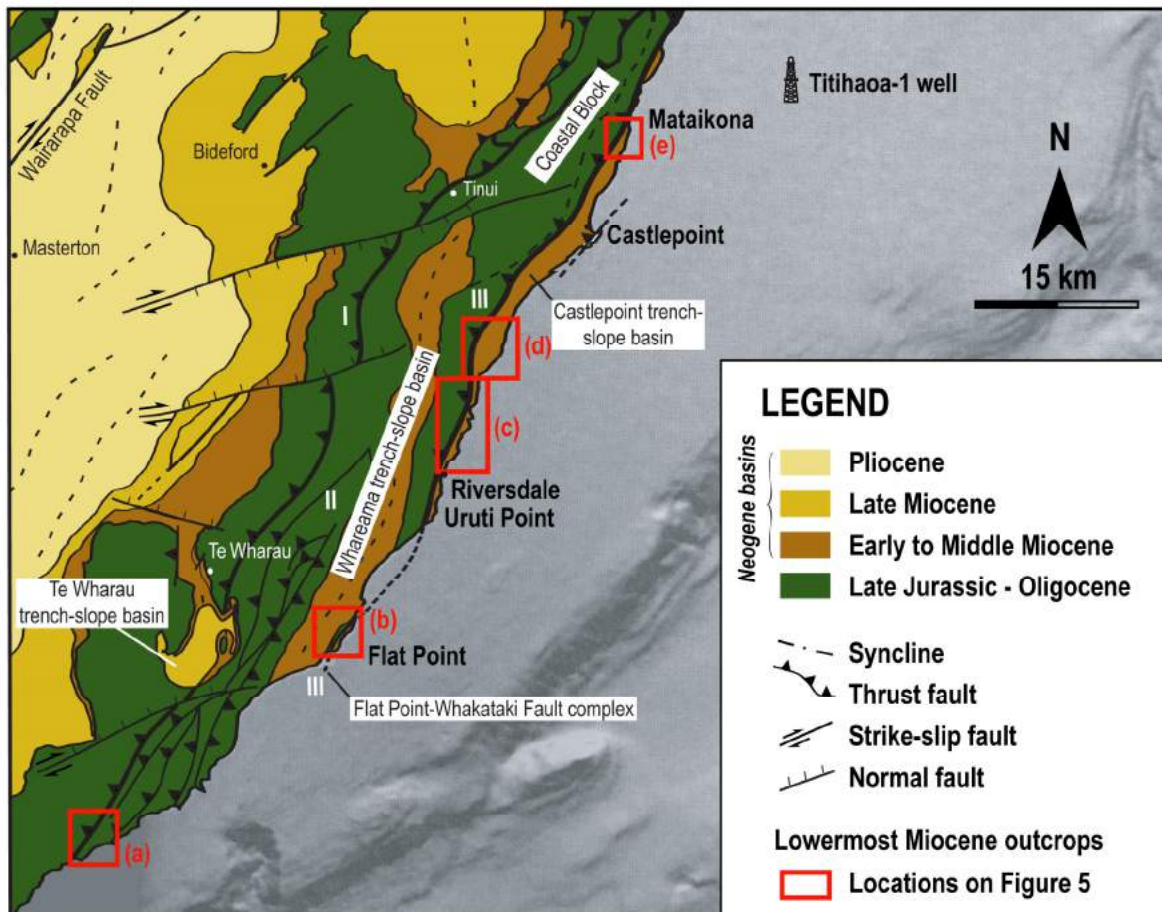 Wairarapa Fault
Bideford
Masterton
Tinui
Coastal Block
Titihaoa-1 well
Mataikona
(e)
N
15 km
Castlepoint
Castlepoint trench-
slope basin
I
III
(d)
(c)
Whareama trench-slope basin
II
Riversdale
Uruti Point
Te Wharau
Te Wharau
trench-slope basin
(b)
Flat Point
III
Flat Point-Whakataki Fault complex
(a)
LEGEND
Neogene basins
Pliocene
Late Miocene
Early to Middle Miocene
Late Jurassic - Oligocene
Syncline
Thrust fault
Strike-slip fault
Normal fault
Lowermost Miocene outcrops
Locations on Figure 5